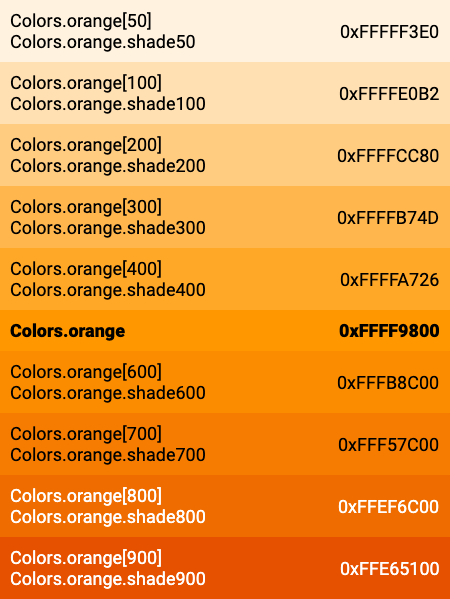 Colors.orange[50]
Colors.orange.shade50
0xFFFFF3E0
Colors.orange[100]
Colors.orange.shade100
0xFFFFE0B2
Colors.orange[200]
Colors.orange.shade200
0xFFFFCC80
Colors.orange[300]
Colors.orange.shade300
0xFFFFB74D
Colors.orange[400]
Colors.orange.shade400
0xFFFFA726
Colors.orange
0xFFFF9800
Colors.orange[600]
Colors.orange.shade600
0xFFFB8C00
Colors.orange[700]
Colors.orange.shade700
0xFFF57C00
Colors.orange[800]
Colors.orange.shade800
0xFFEF6C00
Colors.orange[900]
Colors.orange.shade900
0xFFE65100